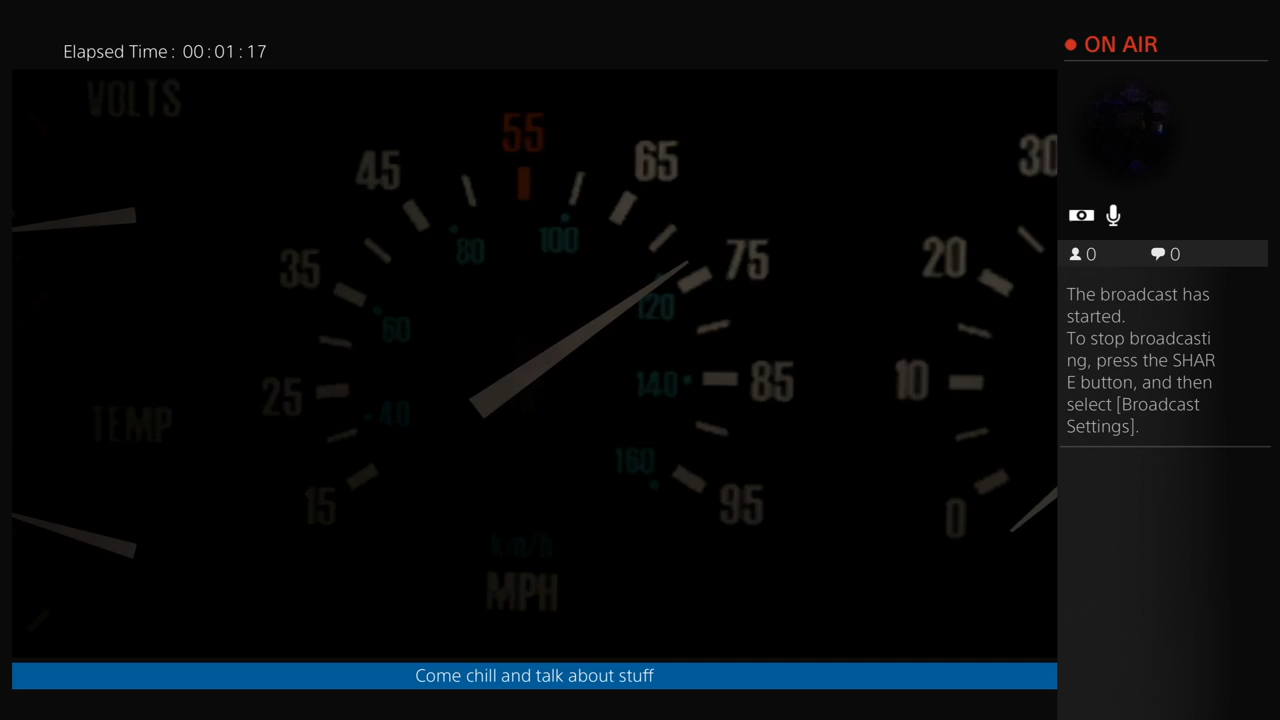 Elapsed Time: 00:01:17
ON AIR
VOLTS
55
45
65
30
80
100
35
75
20
120
60
0
0
The broadcast has
started.
To stop broadcasti
ng, press the SHAR
E button, and then
select [Broadcast
Settings].
25
40
140
85
10
TEMP
160
15
95
0
km/h
MPH
Come chill and talk about stuff